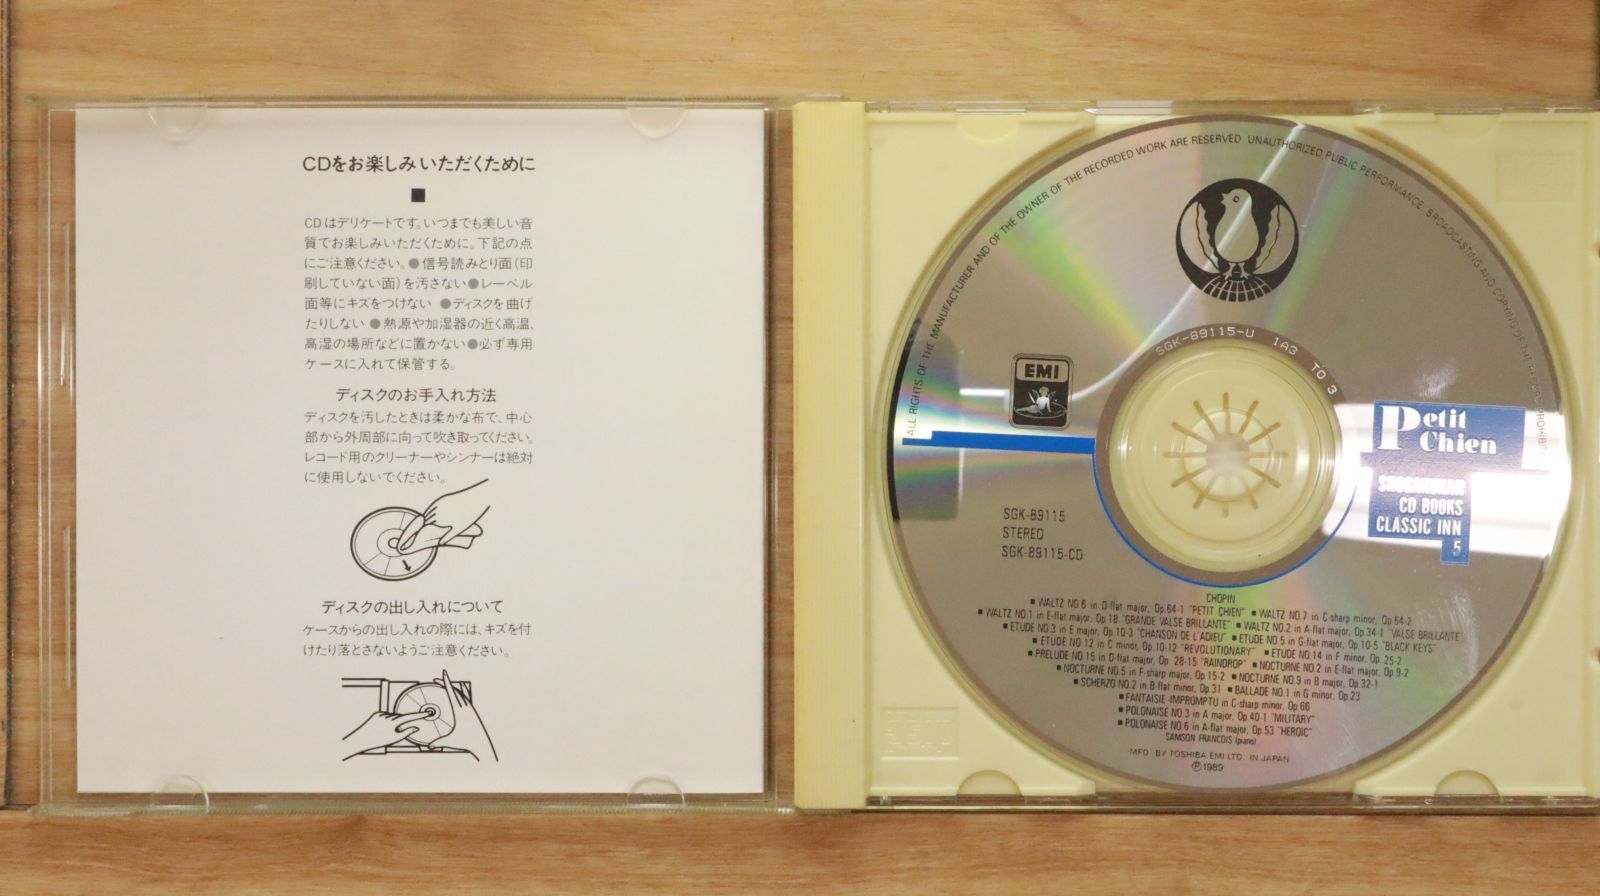 CDをお楽しみいただくために
■
CDはデリケートです。いつまでも美しい音
質でお楽しみいただくために。下記の点
にご注意ください。●信号読みとり面(印
刷していない面)を汚さない●レーベル
面等にキズをつけない ●ディスクを曲げ
たりしない ●熱源や加湿器の近く高温、
高湿の場所などに置かない●必ず専用
ケースに入れて保管する。
ディスクのお手入れ方法
ディスクを汚したときは柔かな布で、中心
部から外周部に向って吹き取ってください。
レコード用のクリーナーやシンナーは絶対
に使用しないでください。
ディスクの出し入れについて
ケースからの出し入れの際には、キズを付
けたり落とさないようご注意ください。
ALL RIGHTS OF THE MANUFACTURER AND OF THE OWNER OF THE RECORDED WORK ARE RESERVED UNAUTHORIZED PUBLIC PERFORMANCE BROADCASTING AND COPYING OF THIS
SGK-89115-U 1A3 TO 3
EMI
Petit
Chien
SHOGAKUKAN
CD BOOKS
CLASSIC INN
5
SGK-89115
STEREO
SGK-89115-CD
CHOPIN
■ WALTZ NO.6 in D-flat major, Op.64-1 "PETIT CHIEN" ■ WALTZ NO.7 in C-sharp minor, Op.64-2
■ WALTZ NO.1 in E-flat major, Op.18 "GRANDE VALSE BRILLANTE" ■ WALTZ NO.2 in A-flat major, Op.34-1 "VALSE BRILLANTE"
■ ETUDE NO.3 in E major, Op.10-3 "CHANSON DE L'ADIEU" ■ ETUDE NO.5 in G-flat major, Op.10-5 "BLACK KEYS"
■ ETUDE NO.12 in C minor, Op.10-12 "REVOLUTIONARY" ■ ETUDE NO.14 in F minor, Op.25-2
■ PRELUDE NO.15 in D-flat major, Op.28-15 "RAINDROP" ■ NOCTURNE NO.2 in E-flat major, Op.9-2
■ NOCTURNE NO.5 in F-sharp major, Op.15-2 ■ NOCTURNE NO.9 in B major, Op.32-1
■ SCHERZO NO.2 in B-flat minor, Op.31 ■ BALLADE NO.1 in G minor, Op.23
■ FANTAISIE-IMPROMPTU in C-sharp minor, Op.66
■ POLONAISE NO.3 in A major, Op.40-1 "MILITARY"
■ POLONAISE NO.6 in A-flat major, Op.53 "HEROIC"
SAMSON FRANCOIS (piano)
MFD. BY TOSHIBA EMI LTD. IN JAPAN
Ⓟ1989